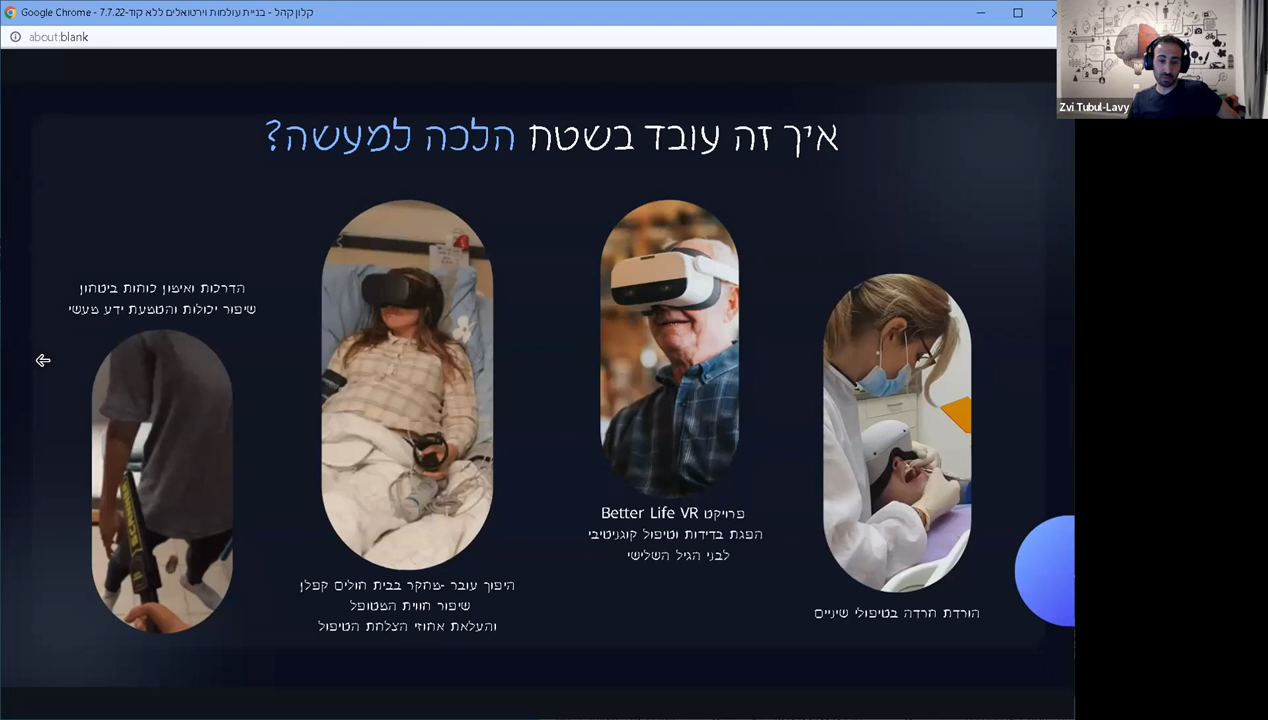 קלון קהל - בניית עולמות וירטואלים ללא קוד-7.7.22 - Google Chrome
about:blank
Zvi Tubul-Lavy
איך זה עובד בשטח הלכה למעשה?
הורדת חרדה בטיפולי שיניים
פרויקט Better Life VR
הפגת בדידות וטיפול קוגניטיבי
לבני הגיל השלישי
היפוך עובר -מחקר בבית חולים קפלן
שיפור חווית המטופל
והעלאת אחוזי הצלחת הטיפול
הדרכות ואימון כוחות ביטחון
שיפור יכולות והטמעת ידע מעשי